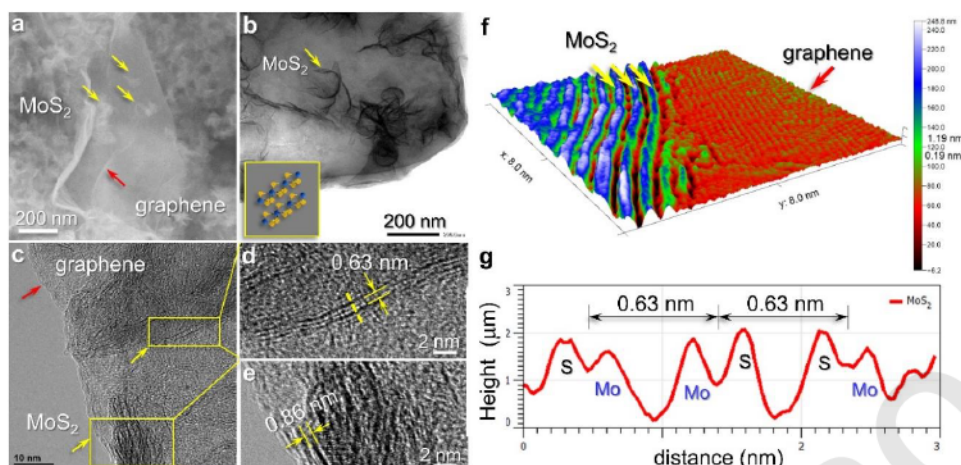 a
MoS2
graphene
200 nm
b
MoS2
200 nm
c
graphene
MoS2
10 nm
d
0.63 nm
2 nm
e
0.86 nm
2 nm
f
MoS2
graphene
x: 8.0 nm
y: 8.0 nm
1.19 nm
0.19 nm
248.8 nm
220.0
200.0
180.0
160.0
140.0
120.0
100.0
80.0
60.0
40.0
20.0
-6.2
g
0.63 nm
0.63 nm
MoS2
Height (μm)
3
2
1
0
S
Mo
Mo
S
S
Mo
0
2
3
distance (nm)